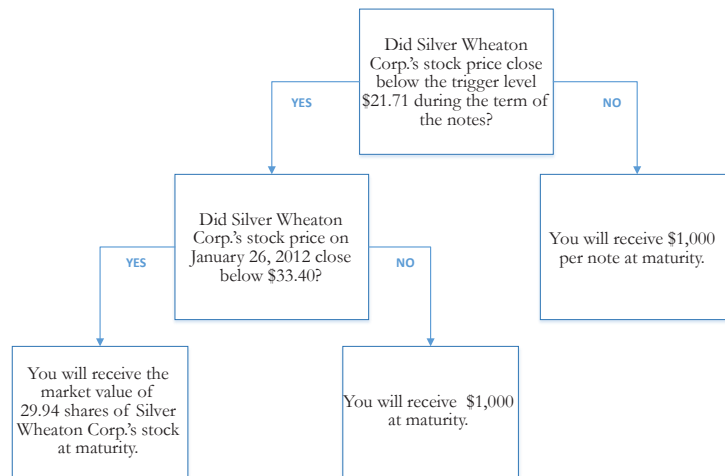 Did Silver Wheaton
Corp.'s stock price close
below the trigger level
$21.71 during the term of
the notes?
YES
NO
Did Silver Wheaton
Corp.'s stock price on
January 26, 2012 close
below $33.40?
You will receive $1,000
per note at maturity.
YES
NO
You will receive the
market value of
29.94 shares of Silver
Wheaton Corp.'s stock
at maturity.
You will receive $1,000
at maturity.